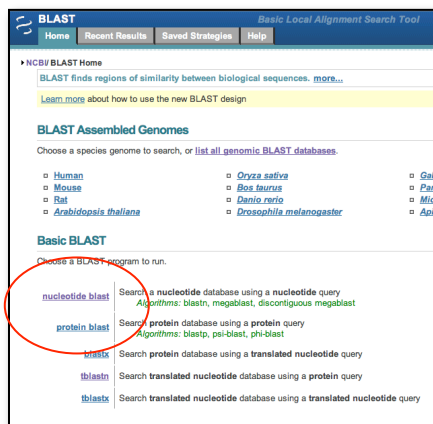 BLAST
Basic Local Alignment Search Tool
Home Recent Results Saved Strategies Help
NCBI/ BLAST Home
BLAST finds regions of similarity between biological sequences. more...
Learn more about how to use the new BLAST design
BLAST Assembled Genomes
Choose a species genome to search, or list all genomic BLAST databases.
Human Oryza sativa
Mouse Bos taurus
Rat Danio rerio
Arabidopsis thaliana Drosophila melanogaster
Basic BLAST
Choose a BLAST program to run.
nucleotide blast Search a nucleotide database using a nucleotide query
Algorithms: blastn, megablast, discontiguous megablast
protein blast Search protein database using a protein query
Algorithms: blastp, psi-blast, phi-blast
blastx Search protein database using a translated nucleotide query
tblastn Search translated nucleotide database using a protein query
tblastx Search translated nucleotide database using a translated nucleotide query